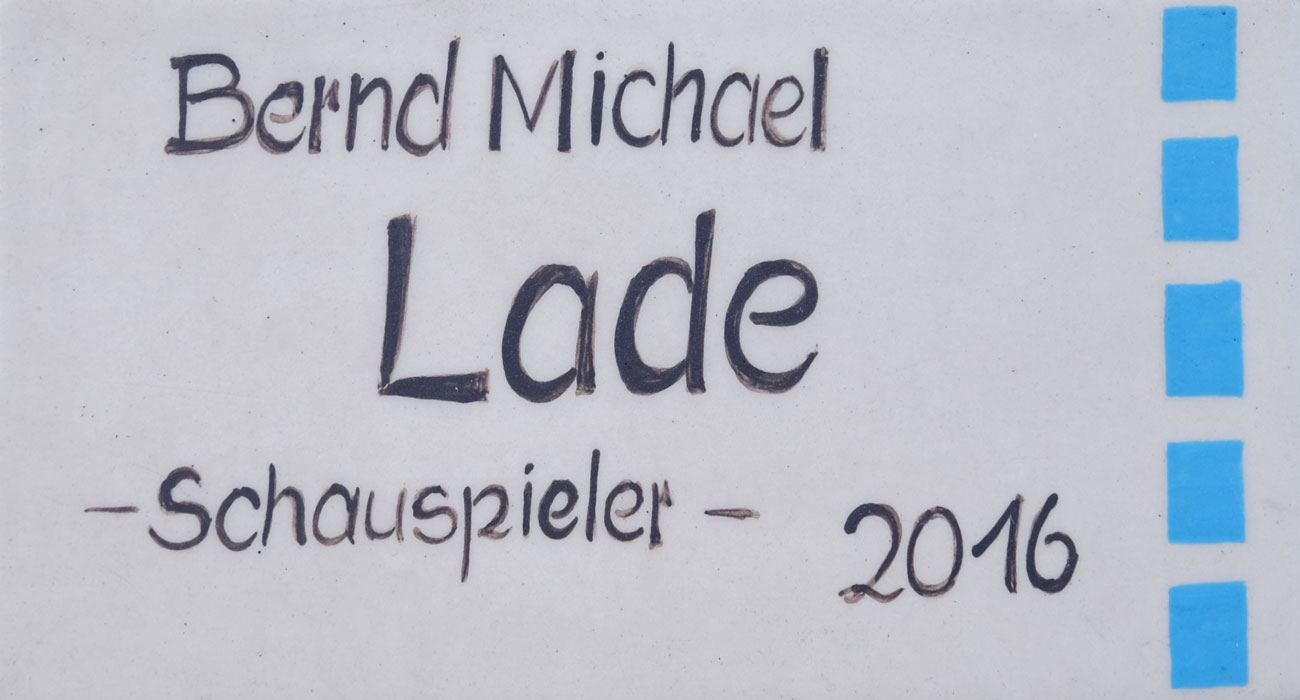 Bernd Michael
Lade
- Schauspieler -
2016